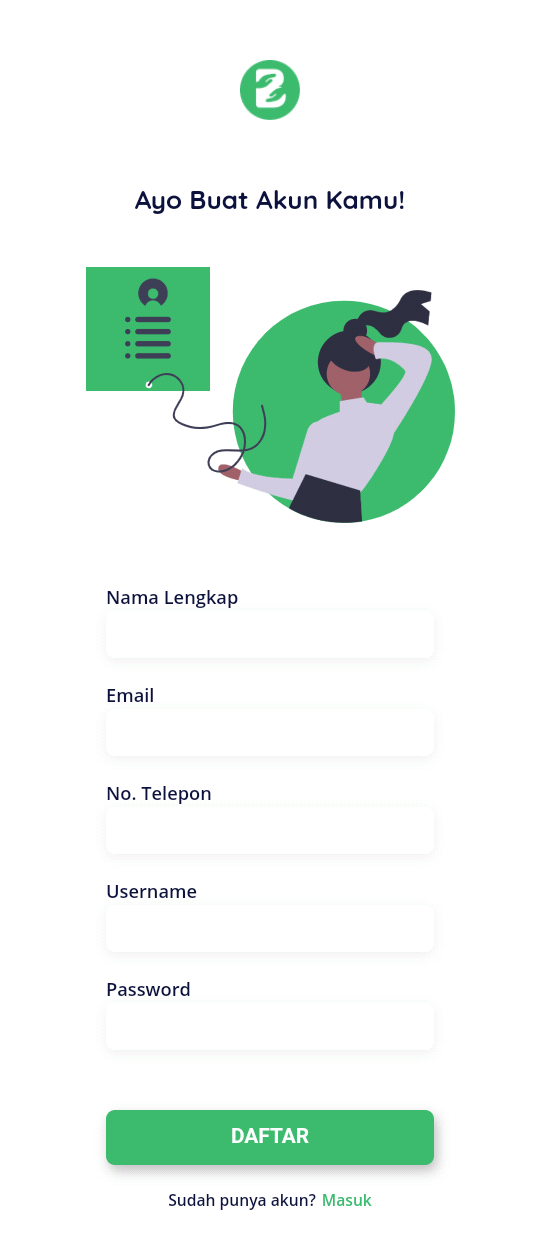 Ayo Buat Akun Kamu!
Nama Lengkap
Email
No. Telepon
Username
Password
DAFTAR
Sudah punya akun? Masuk